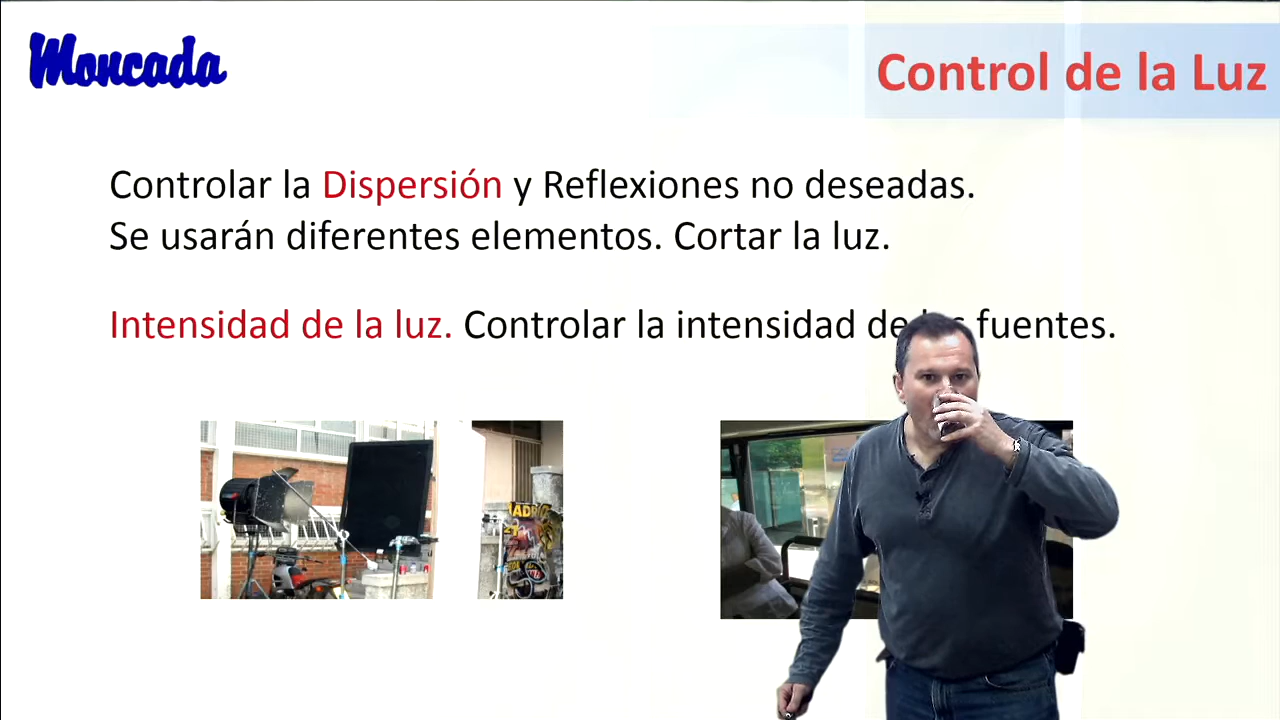 Moncada
Control de la Luz
Controlar la Dispersión y Reflexiones no deseadas.
Se usarán diferentes elementos. Cortar la luz.
Intensidad de la luz. Controlar la intensidad de fuentes.